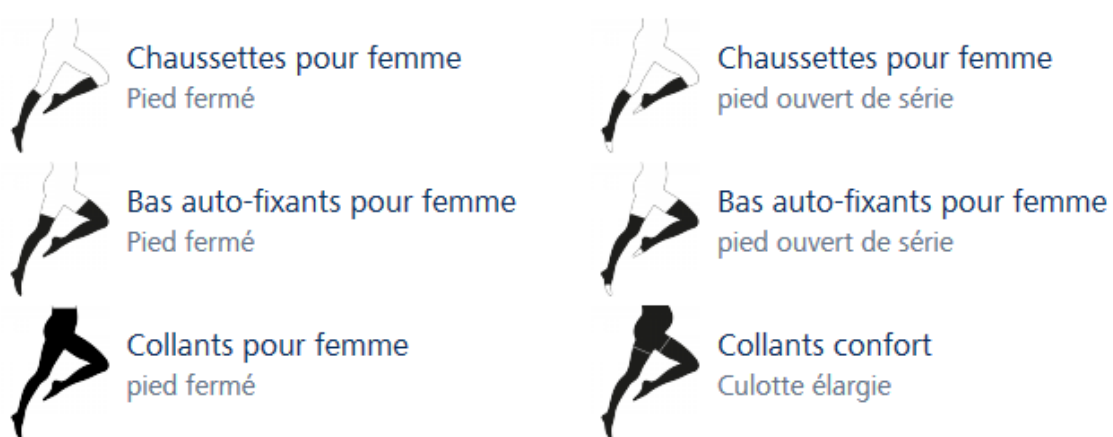 Chaussettes pour femme
Pied fermé
Chaussettes pour femme
pied ouvert de série
Bas auto-fixants pour femme
Pied fermé
Bas auto-fixants pour femme
pied ouvert de série
Collants pour femme
pied fermé
Collants confort
Culotte élargie